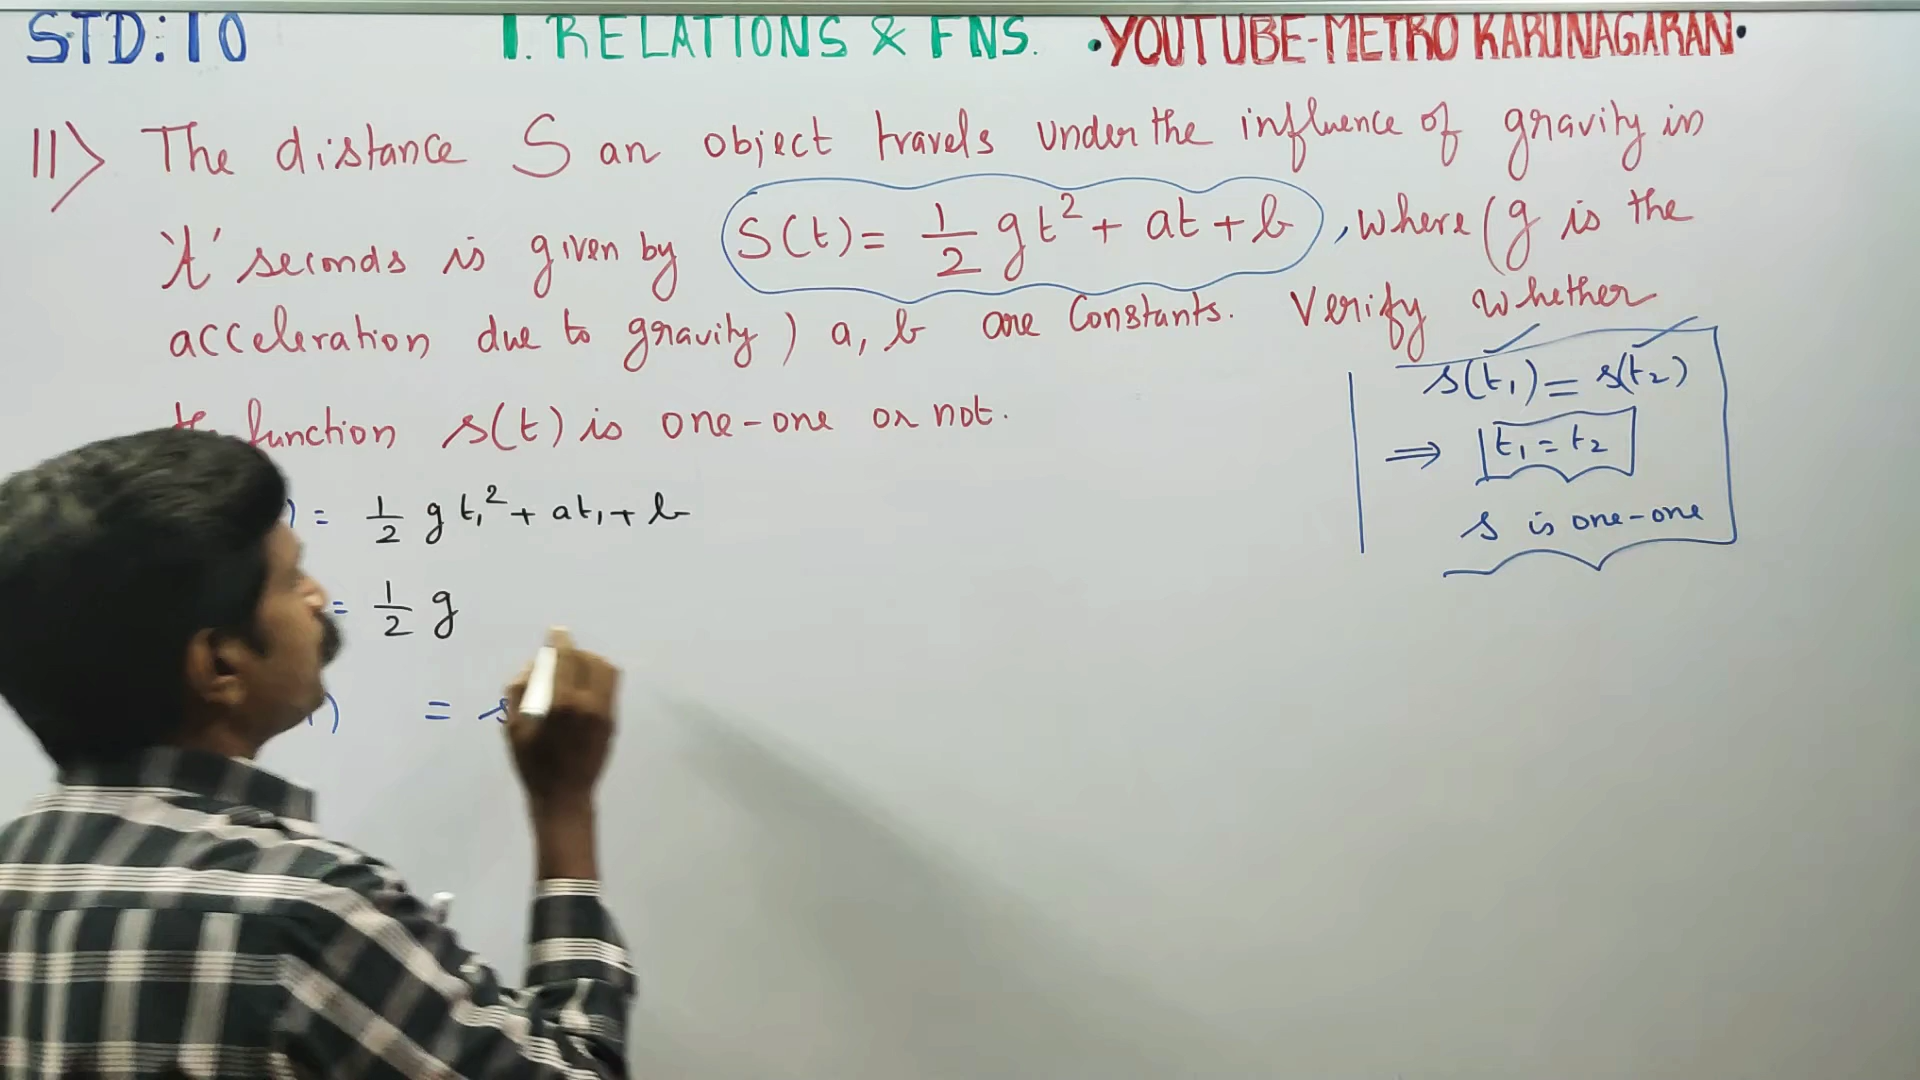 STD: 10 1. RELATIONS & FNS. •YOUTUBE-METRO KARUNAGARAN•
11) The distance S an object travels under the influence of gravity in
't' seconds is given by S(t) = 1/2 gt² + at + b, where (g is the
acceleration due to gravity) a, b are Constants. Verify whether
function s(t) is one-one or not.
) = 1/2 g t₁² + at₁ + b
= 1/2 g
) = s
s(t₁) = s(t₂)
⇒ t₁ = t₂
s is one-one